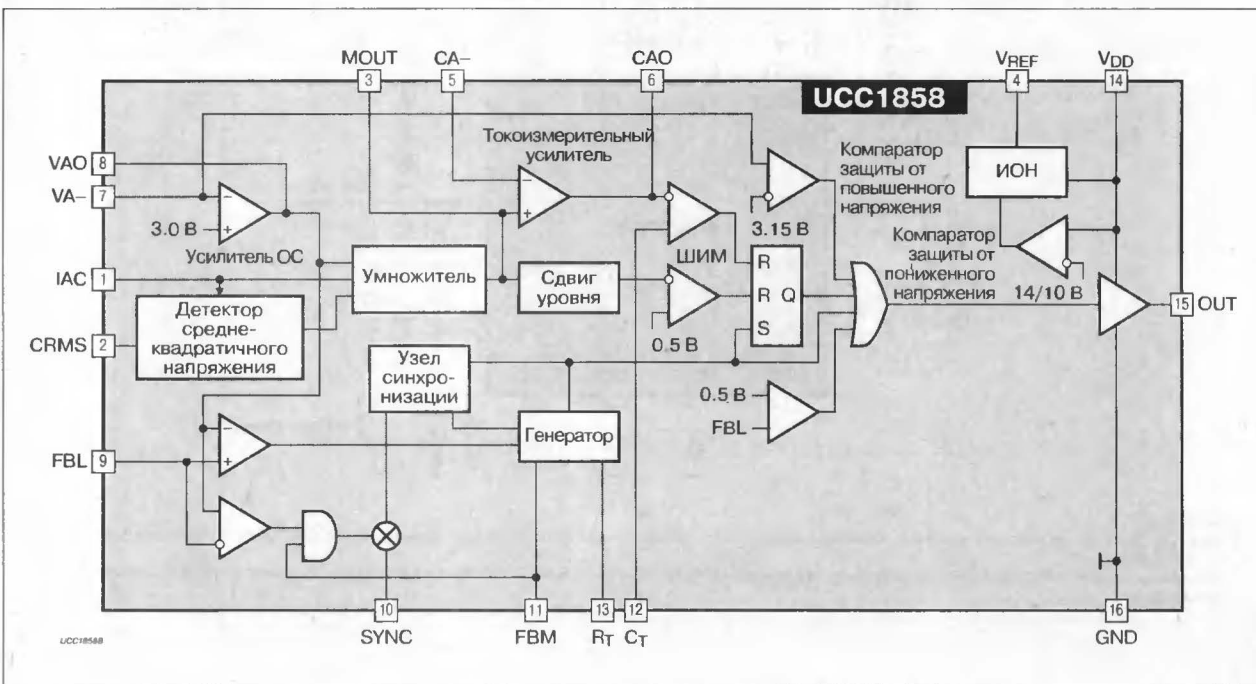 MOUT
CA–
CAO
VREF
VDD
3
5
6
4
14
UCC1858
VAO 8
VA– 7
Токоизмерительный
усилитель
Компаратор
защиты от
повышенного
напряжения
ИОН
–
+
3.0 В
Усилитель ОС
–
+
3.15 В
IAC 1
Умножитель
Сдвиг
уровня
ШИМ
Компаратор
защиты от
пониженного
напряжения
14/10 В
15 OUT
Детектор
средне-
квадратичного
напряжения
CRMS 2
R
R Q
S
0.5 В
Узел
синхро-
низации
0.5 В
FBL
Генератор
FBL 9
–
+
10
11
13
12
16
SYNC
FBM
RT
CT
GND
UCC1858B